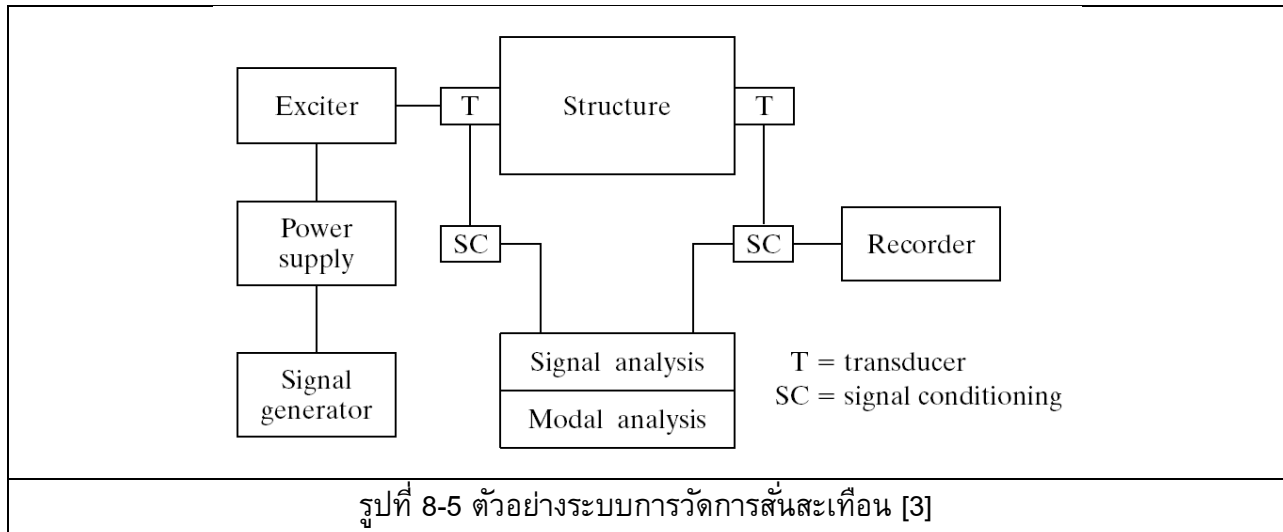 Exciter
T
Structure
T
Power
supply
SC
SC
Recorder
Signal
generator
Signal analysis
Modal analysis
T = transducer
SC = signal conditioning
รูปที่ 8-5 ตัวอย่างระบบการวัดการสั่นสะเทือน [3]